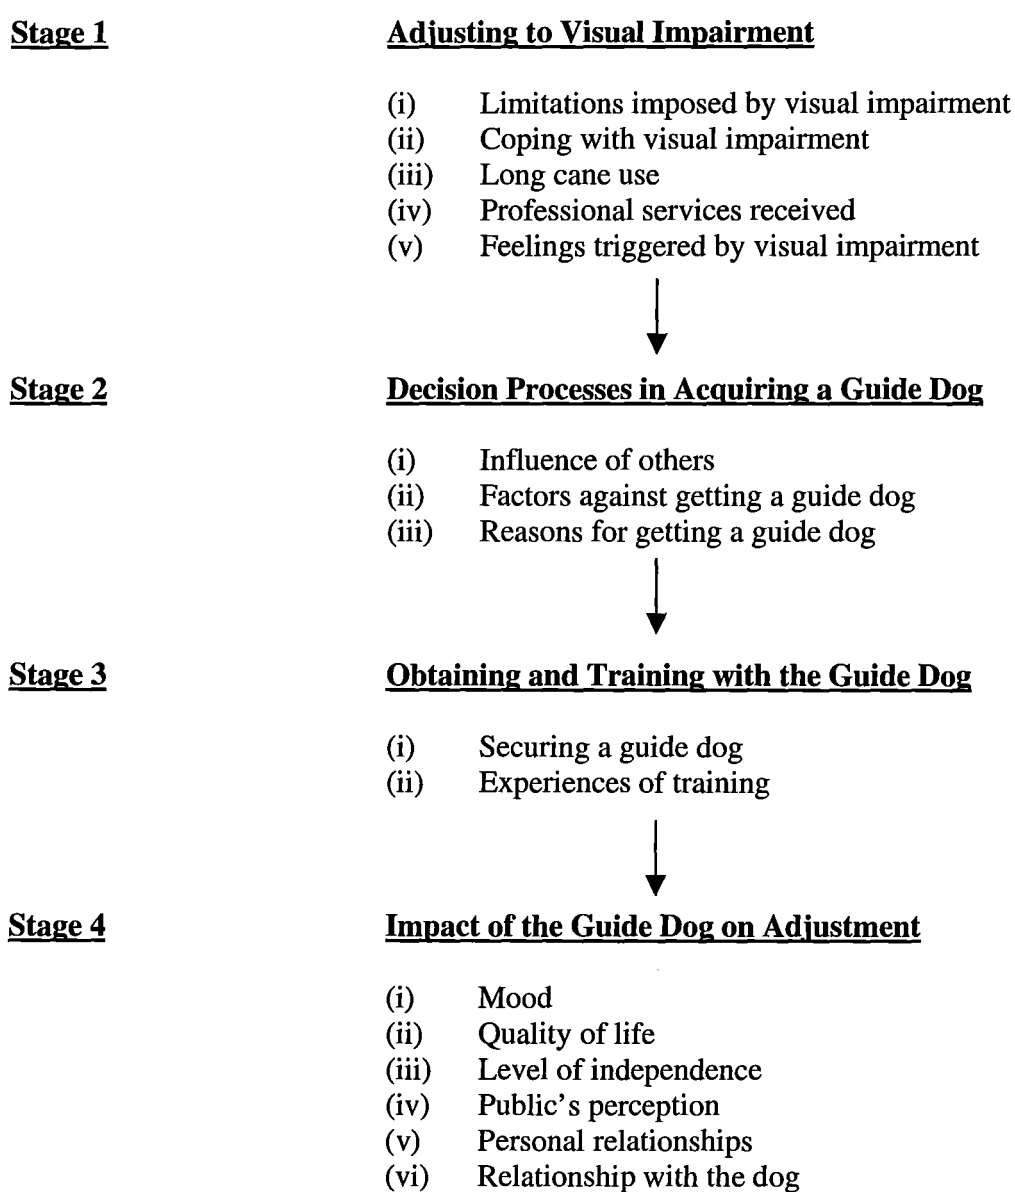 Stage 1 Adjusting to Visual Impairment
(i) Limitations imposed by visual impairment
(ii) Coping with visual impairment
(iii) Long cane use
(iv) Professional services received
(v) Feelings triggered by visual impairment
Stage 2 Decision Processes in Acquiring a Guide Dog
(i) Influence of others
(ii) Factors against getting a guide dog
(iii) Reasons for getting a guide dog
Stage 3 Obtaining and Training with the Guide Dog
(i) Securing a guide dog
(ii) Experiences of training
Stage 4 Impact of the Guide Dog on Adjustment
(i) Mood
(ii) Quality of life
(iii) Level of independence
(iv) Public's perception
(v) Personal relationships
(vi) Relationship with the dog